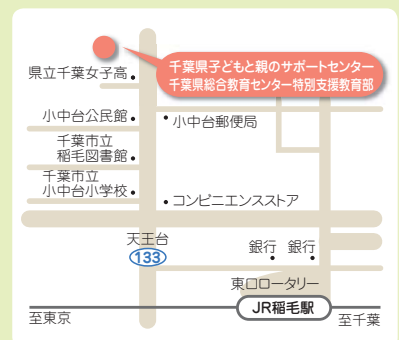 千葉県子どもと親のサポートセンター
千葉県総合教育センター特別支援教育部
県立千葉女子高
小中台公民館
小中台郵便局
千葉市立
稲毛図書館
千葉市立
小中台小学校
コンビニエンスストア
天王台
133
銀行 銀行
東口ロータリー
JR稲毛駅
至東京
至千葉